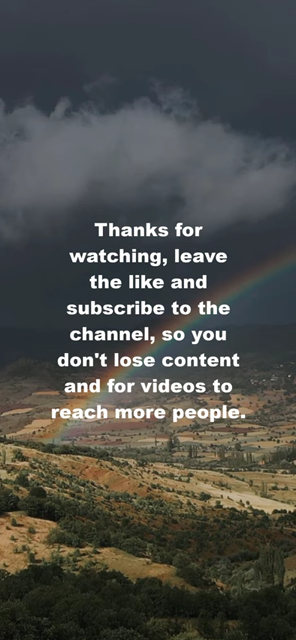 Thanks for
watching, leave
the like and
subscribe to the
channel, so you
don't lose content
and for videos to
reach more people.